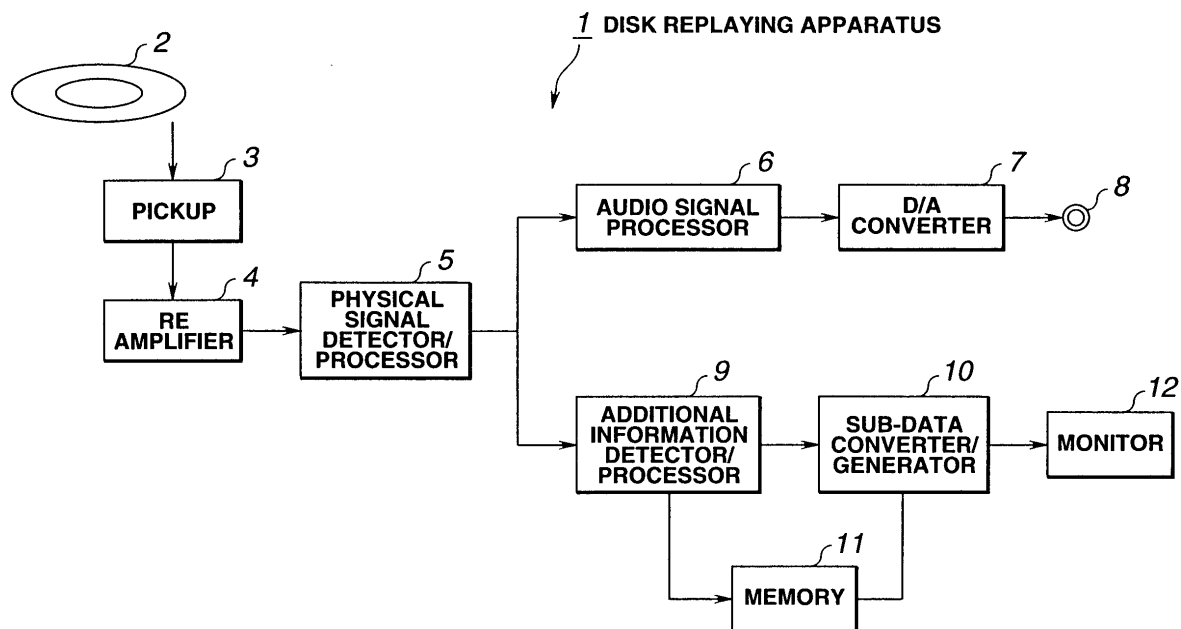 1 DISK REPLAYING APPARATUS
2
3
PICKUP
4
RE
AMPLIFIER
5
PHYSICAL
SIGNAL
DETECTOR/
PROCESSOR
6
AUDIO SIGNAL
PROCESSOR
7
D/A
CONVERTER
8
9
ADDITIONAL
INFORMATION
DETECTOR/
PROCESSOR
10
SUB-DATA
CONVERTER/
GENERATOR
12
MONITOR
11
MEMORY